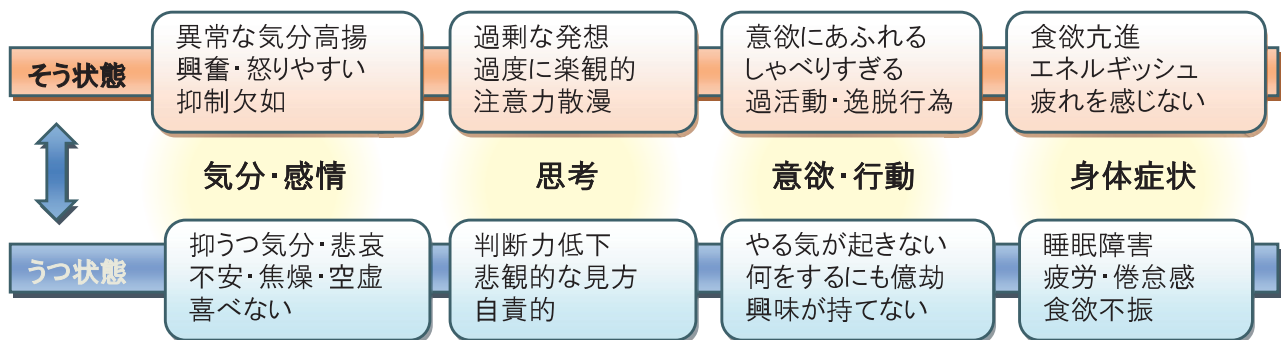 そう状態
異常な気分高揚
興奮・怒りやすい
抑制欠如
過剰な発想
過度に楽観的
注意力散漫
意欲にあふれる
しゃべりすぎる
過活動・逸脱行為
食欲亢進
エネルギッシュ
疲れを感じない
気分・感情
思考
意欲・行動
身体症状
うつ状態
抑うつ気分・悲哀
不安・焦燥・空虚
喜べない
判断力低下
悲観的な見方
自責的
やる気が起きない
何をするにも億劫
興味が持てない
睡眠障害
疲労・倦怠感
食欲不振